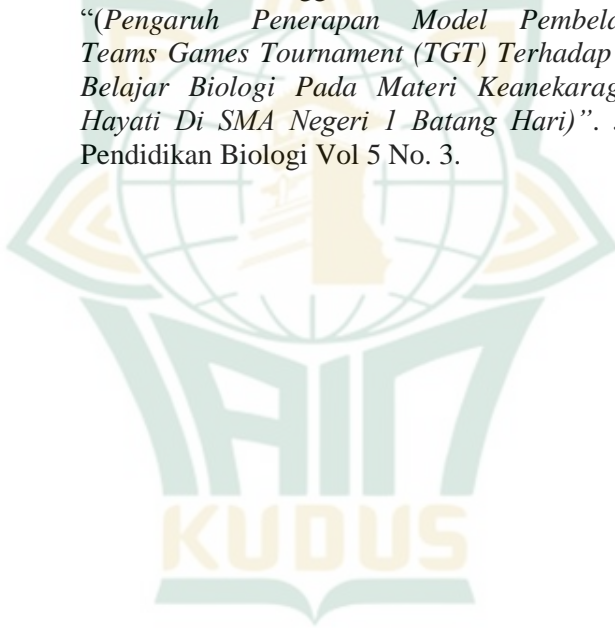 “(Pengaruh Penerapan Model Pembela
Teams Games Tournament (TGT) Terhadap
Belajar Biologi Pada Materi Keanekarag
Hayati Di SMA Negeri 1 Batang Hari)”.
Pendidikan Biologi Vol 5 No. 3.
IAIN
KUDUS